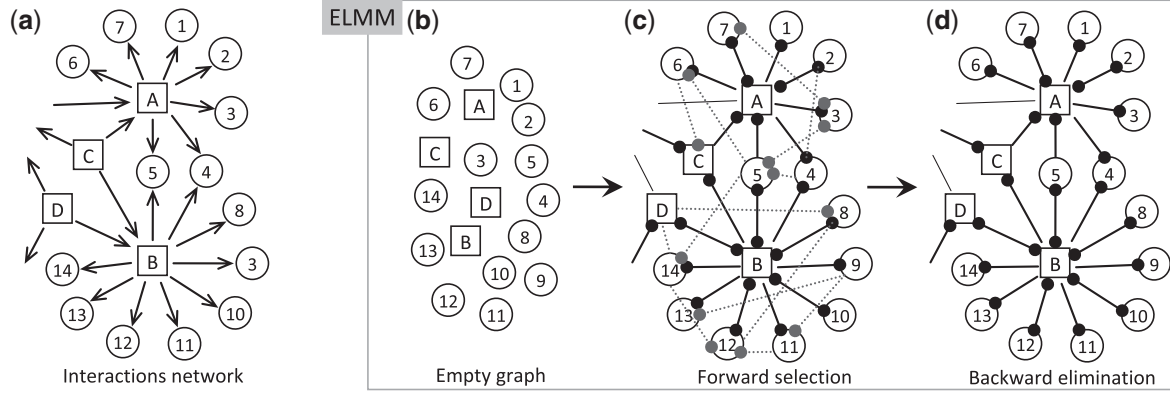 (a)
7
1
6
2
A
3
C
5
4
D
8
B
14
3
13
10
12
11
Interactions network
ELMM
(b)
7
1
6
A
2
C
3
5
14
D
4
B
13
8
10
9
12
11
Empty graph
(c)
7
1
6
2
A
3
C
5
4
D
8
B
14
9
13
10
12
11
Forward selection
(d)
7
1
6
2
A
3
C
5
4
D
8
B
14
9
13
10
12
11
Backward elimination